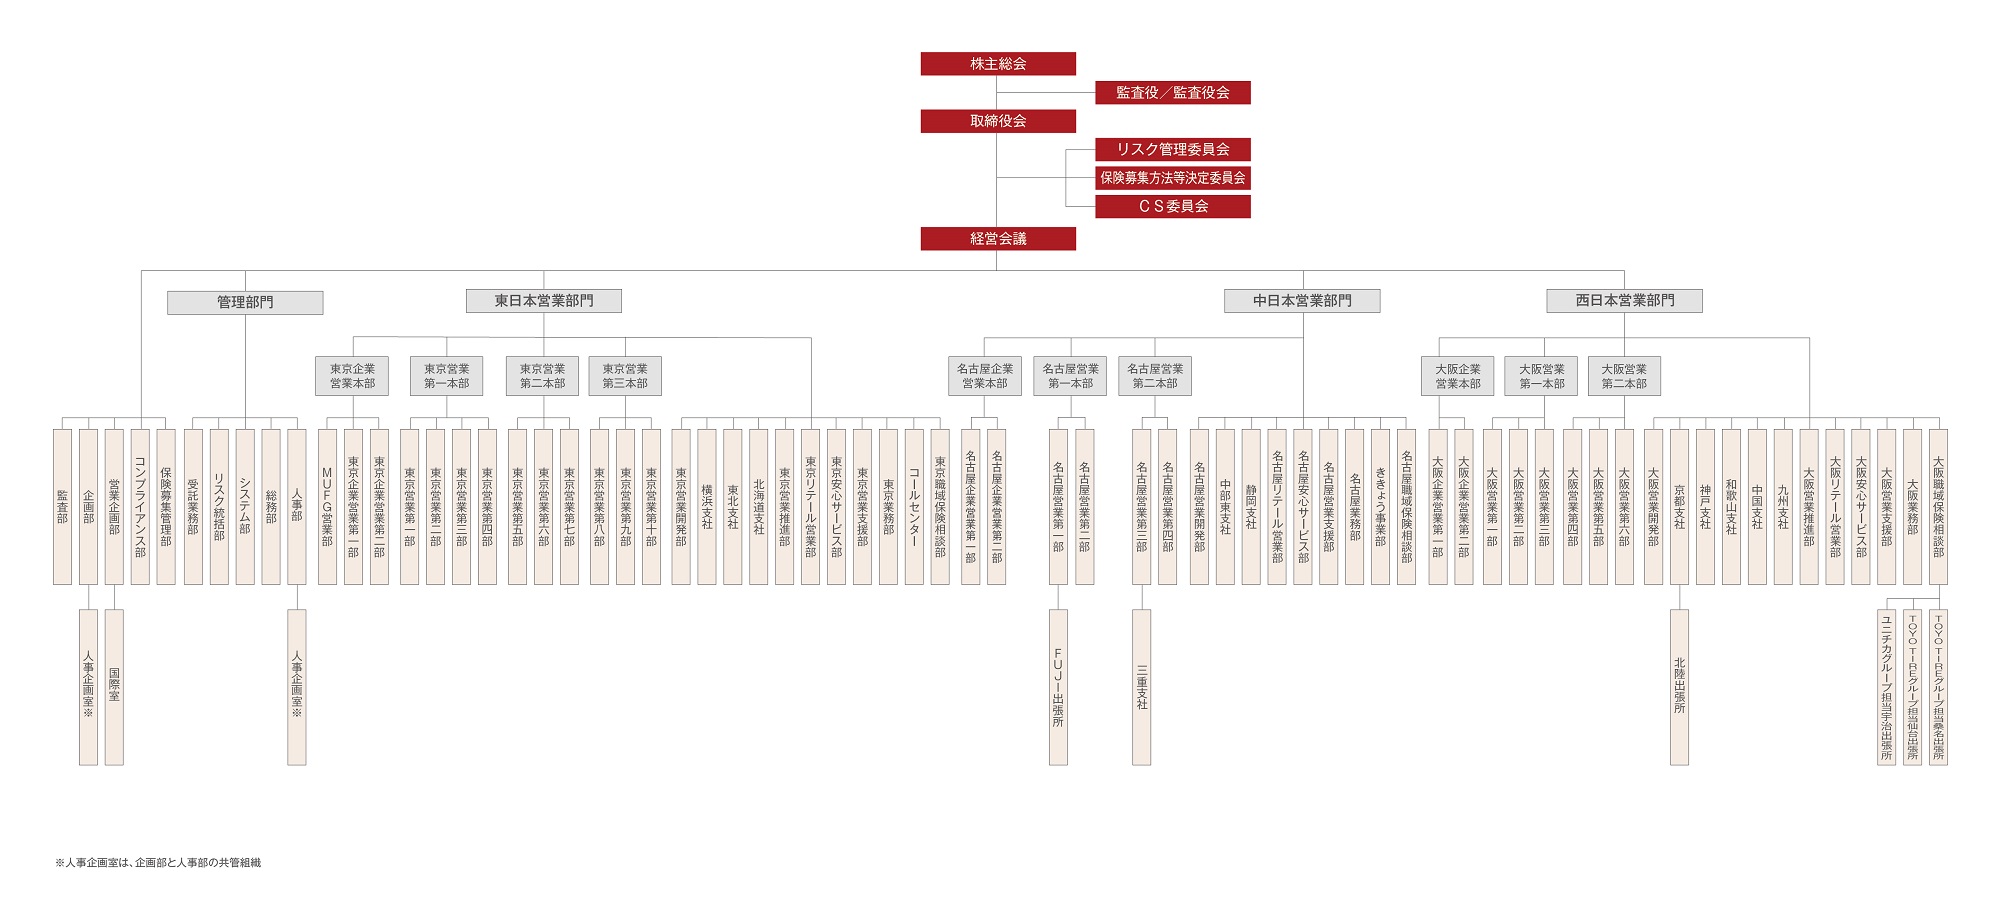 株主総会
監査役／監査役会
取締役会
リスク管理委員会
保険募集方法等決定委員会
ＣＳ委員会
経営会議
管理部門
東日本営業部門
中日本営業部門
西日本営業部門
東京企業
営業本部
東京営業
第一本部
東京営業
第二本部
東京営業
第三本部
名古屋企業
営業本部
名古屋営業
第一本部
名古屋営業
第二本部
大阪企業
営業本部
大阪営業
第一本部
大阪営業
第二本部
監査部
企画部
営業企画部
コンプライアンス部
保険募集管理部
受託業務部
リスク統括部
システム部
総務部
人事部
ＭＵＦＧ営業部
東京企業営業第一部
東京企業営業第二部
東京営業第一部
東京営業第二部
東京営業第三部
東京営業第四部
東京営業第五部
東京営業第六部
東京営業第七部
東京営業第八部
東京営業第九部
東京営業第十部
東京営業開発部
横浜支社
東北支社
北海道支社
東京営業推進部
東京リテール営業部
東京安心サービス部
東京営業支援部
東京業務部
コールセンター
東京職域保険相談部
名古屋企業営業第一部
名古屋企業営業第二部
名古屋営業第一部
名古屋営業第二部
名古屋営業第三部
名古屋営業第四部
名古屋営業開発部
中部東支社
静岡支社
名古屋リテール営業部
名古屋安心サービス部
名古屋営業支援部
名古屋業務部
ききょう事業部
名古屋職域保険相談部
大阪企業営業第一部
大阪企業営業第二部
大阪営業第一部
大阪営業第二部
大阪営業第三部
大阪営業第四部
大阪営業第五部
大阪営業第六部
大阪営業開発部
京都支社
神戸支社
和歌山支社
中国支社
九州支社
大阪営業推進部
大阪リテール営業部
大阪安心サービス部
大阪営業支援部
大阪業務部
大阪職域保険相談部
人事企画室※
国際室
人事企画室※
ＦＵＪＩ出張所
三重支社
北陸出張所
ユニチカグループ担当宇治出張所
ＴＯＹＯ ＴＩＲＥグループ担当仙台出張所
ＴＯＹＯ ＴＩＲＥグループ担当桑名出張所
※人事企画室は、企画部と人事部の共管組織